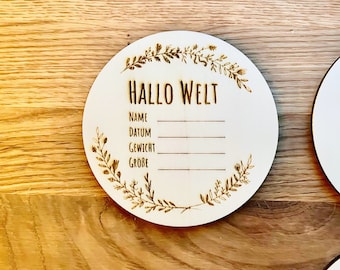 HALLO WELT
NAME
DATUM
GEWICHT
GRÖßE